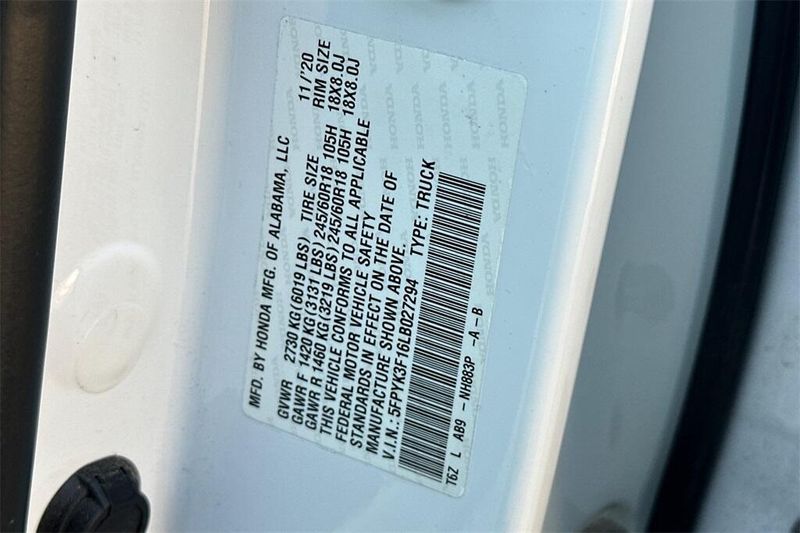 MFD. BY HONDA MFG. OF ALABAMA, LLC 11/'20
GVWR 2730 KG (6019 LBS) TIRE SIZE RIM SIZE
GAWR F 1420 KG (3131 LBS) 245/60R18 105H 18X8.0J
GAWR R 1460 KG (3219 LBS) 245/60R18 105H 18X8.0J
THIS VEHICLE CONFORMS TO ALL APPLICABLE
FEDERAL MOTOR VEHICLE SAFETY
STANDARDS IN EFFECT ON THE DATE OF
MANUFACTURE SHOWN ABOVE.
V.I.N.: 5FPYK3F16LB027294 TYPE: TRUCK
T6Z L AB9 - NH883P -A - B